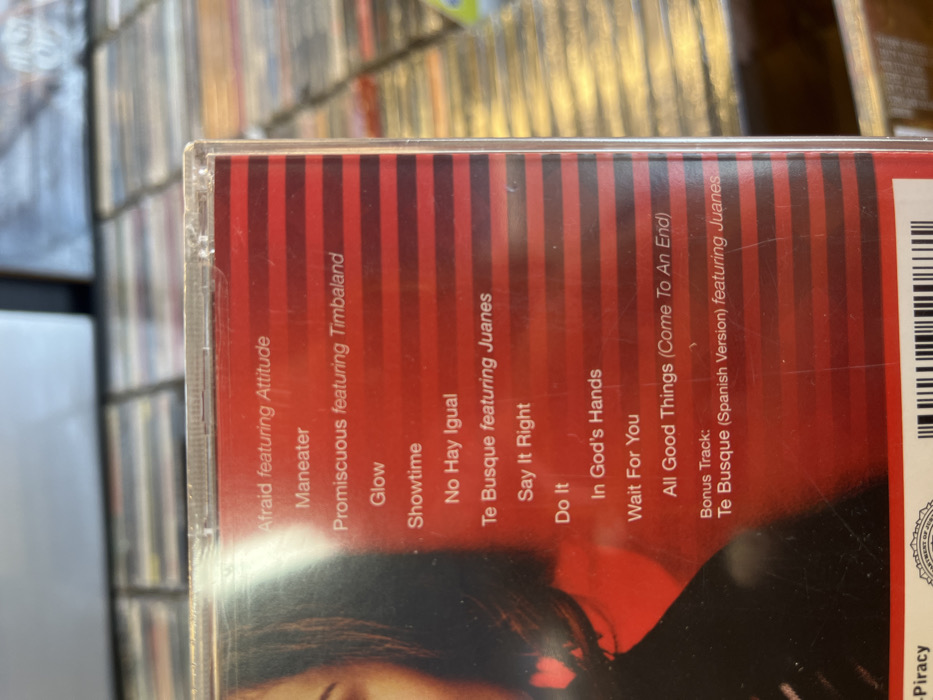 Afraid featuring Attitude
Maneater
Promiscuous featuring Timbaland
Glow
Showtime
No Hay Igual
Te Busque featuring Juanes
Say It Right
Do It
In God's Hands
Wait For You
All Good Things (Come To An End)
Bonus Track:
Te Busque (Spanish Version) featuring Juanes
-Piracy